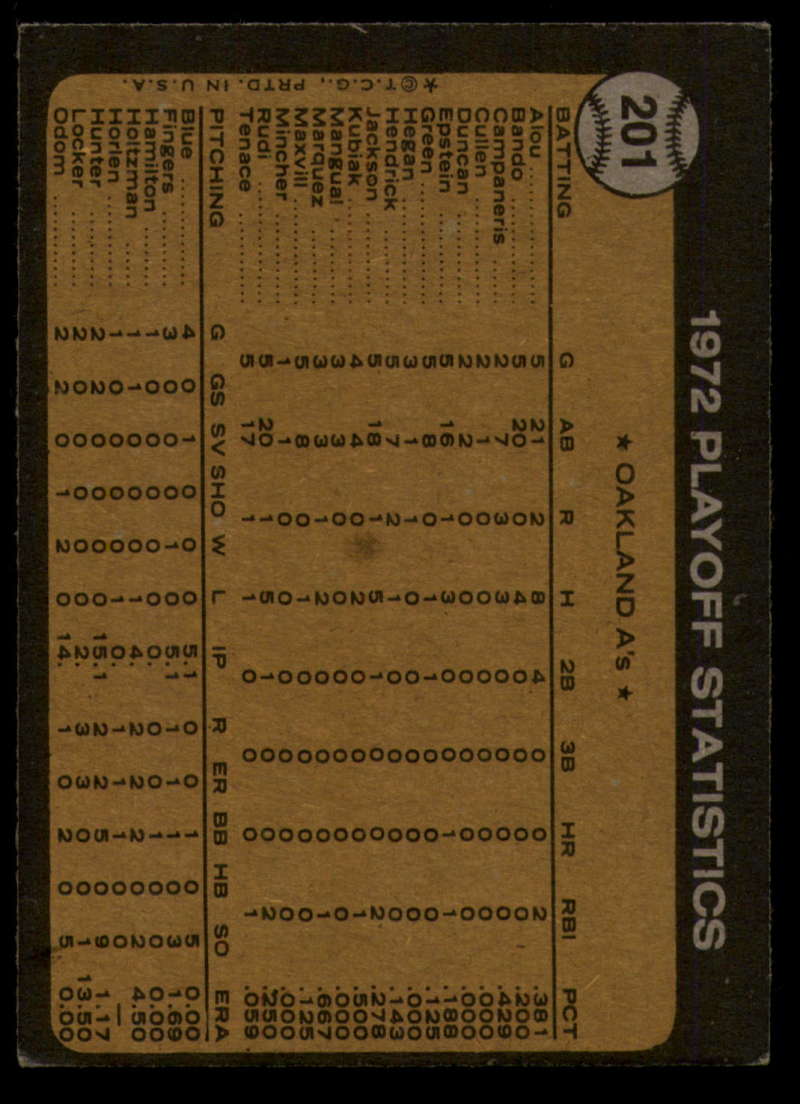 201
1972 PLAYOFF STATISTICS
★ OAKLAND A's ★
BATTING G AB R H 2B 3B HR RBI PCT
Alou 5 21 2 8 4 0 0 2 .381
Bando 5 20 0 4 0 0 0 0 .200
Campaneris 2 7 3 3 0 0 0 0 .429
Cullen 2 1 0 0 0 0 0 0 .000
Duncan 2 2 0 0 0 0 0 0 .000
Epstein 5 16 1 3 0 0 1 1 .188
Green 5 8 0 1 1 0 0 0 .125
Hegan 3 1 1 0 0 0 0 0 .000
Hendrick 5 7 2 1 0 0 0 0 .143
Jackson 5 18 1 5 1 0 0 2 .278
Kubiak 4 4 0 2 0 0 0 1 .500
Mangual 3 3 0 0 0 0 0 0 .000
Marquez 3 3 1 2 0 0 0 1 .667
Maxvill 5 8 0 1 0 0 0 0 .125
Mincher 1 1 0 0 0 0 0 0 .000
Rudi 5 20 1 5 1 0 0 2 .250
Tenace 5 17 1 1 0 0 0 1 .059
PITCHING G GS SV SHO W L IP R ER BB HB SO ERA
Blue 4 0 1 0 0 0 5.1 0 0 1 0 5 0.00
Fingers 3 0 0 0 1 0 5.1 1 1 1 0 3 1.69
Hamilton 1 0 0 0 0 0 0. 0 0 1 0 0 0.00
Holtzman 1 1 0 0 0 1 4. 2 2 2 0 2 4.50
Horlen 1 0 0 0 0 1 0. 1 1 1 0 0 —
Hunter 2 2 0 0 0 0 15.1 2 2 5 0 9 1.17
Locker 2 0 0 0 0 0 2. 3 3 0 0 1 13.50
Odom 2 2 0 1 2 0 14. 1 0 2 0 5 0.00
★©T.C.G., PRTD. IN U.S.A.